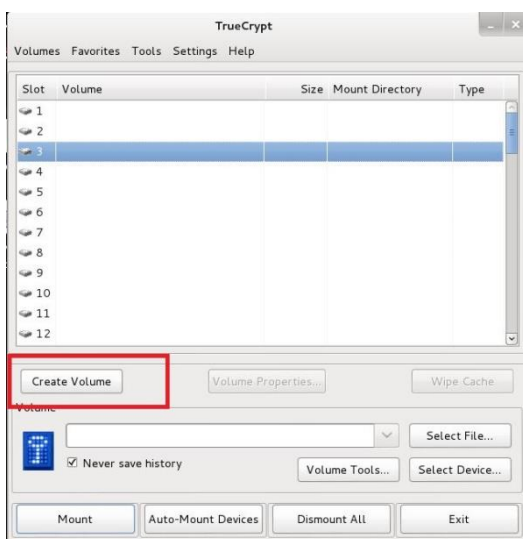 TrueCrypt
Volumes Favorites Tools Settings Help
Slot Volume Size Mount Directory Type
1
2
3
4
5
6
7
8
9
10
11
12
Create Volume Volume Properties... Wipe Cache
Volume
Select File...
Never save history Volume Tools... Select Device...
Mount Auto-Mount Devices Dismount All Exit